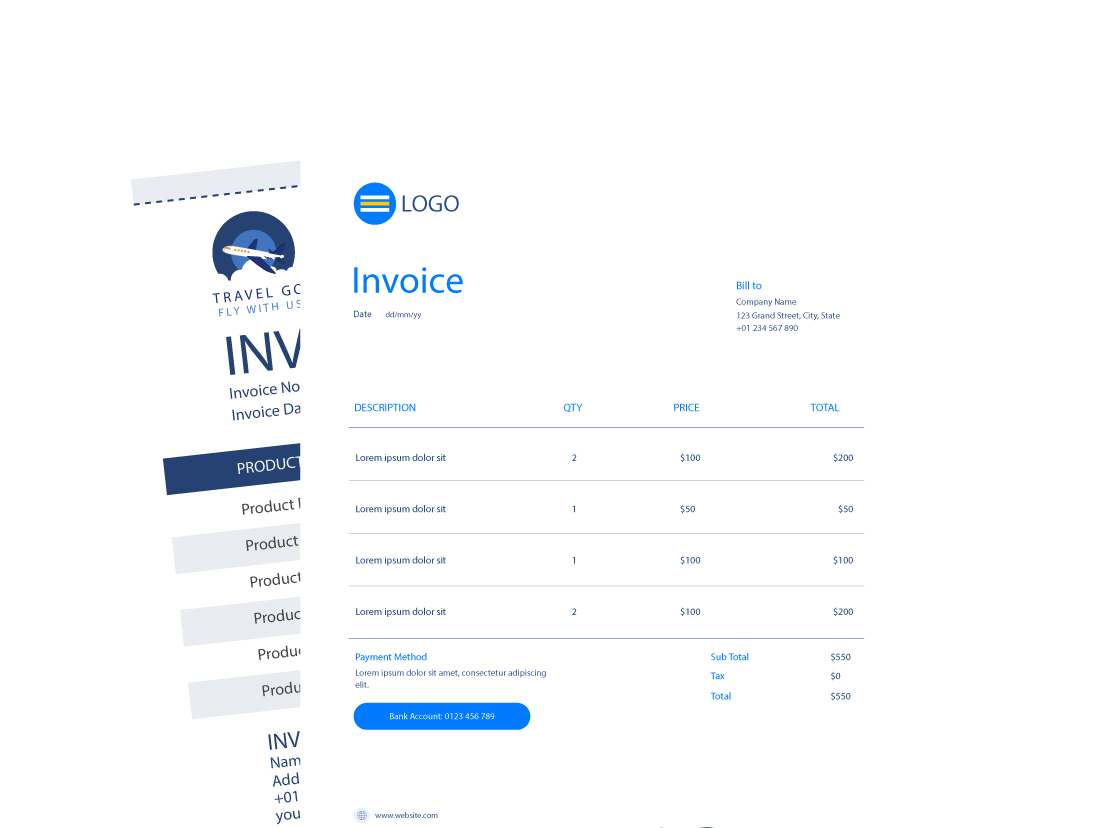 TRAVEL GO
FLY WITH US
INV
Invoice No
Invoice Da
PRODUCT
Product
Product
Product
Produc
Produ
Produ
INV
Nam
Add
+01
you
LOGO
Invoice
Date dd/mm/yy
Bill to
Company Name
123 Grand Street, City, State
+01 234 567 890
DESCRIPTION QTY PRICE TOTAL
Lorem ipsum dolor sit 2 $100 $200
Lorem ipsum dolor sit 1 $50 $50
Lorem ipsum dolor sit 1 $100 $100
Lorem ipsum dolor sit 2 $100 $200
Payment Method
Lorem ipsum dolor sit amet, consectetur adipiscing
elit.
Bank Account: 0123 456 789
Sub Total $550
Tax $0
Total $550
www.website.com